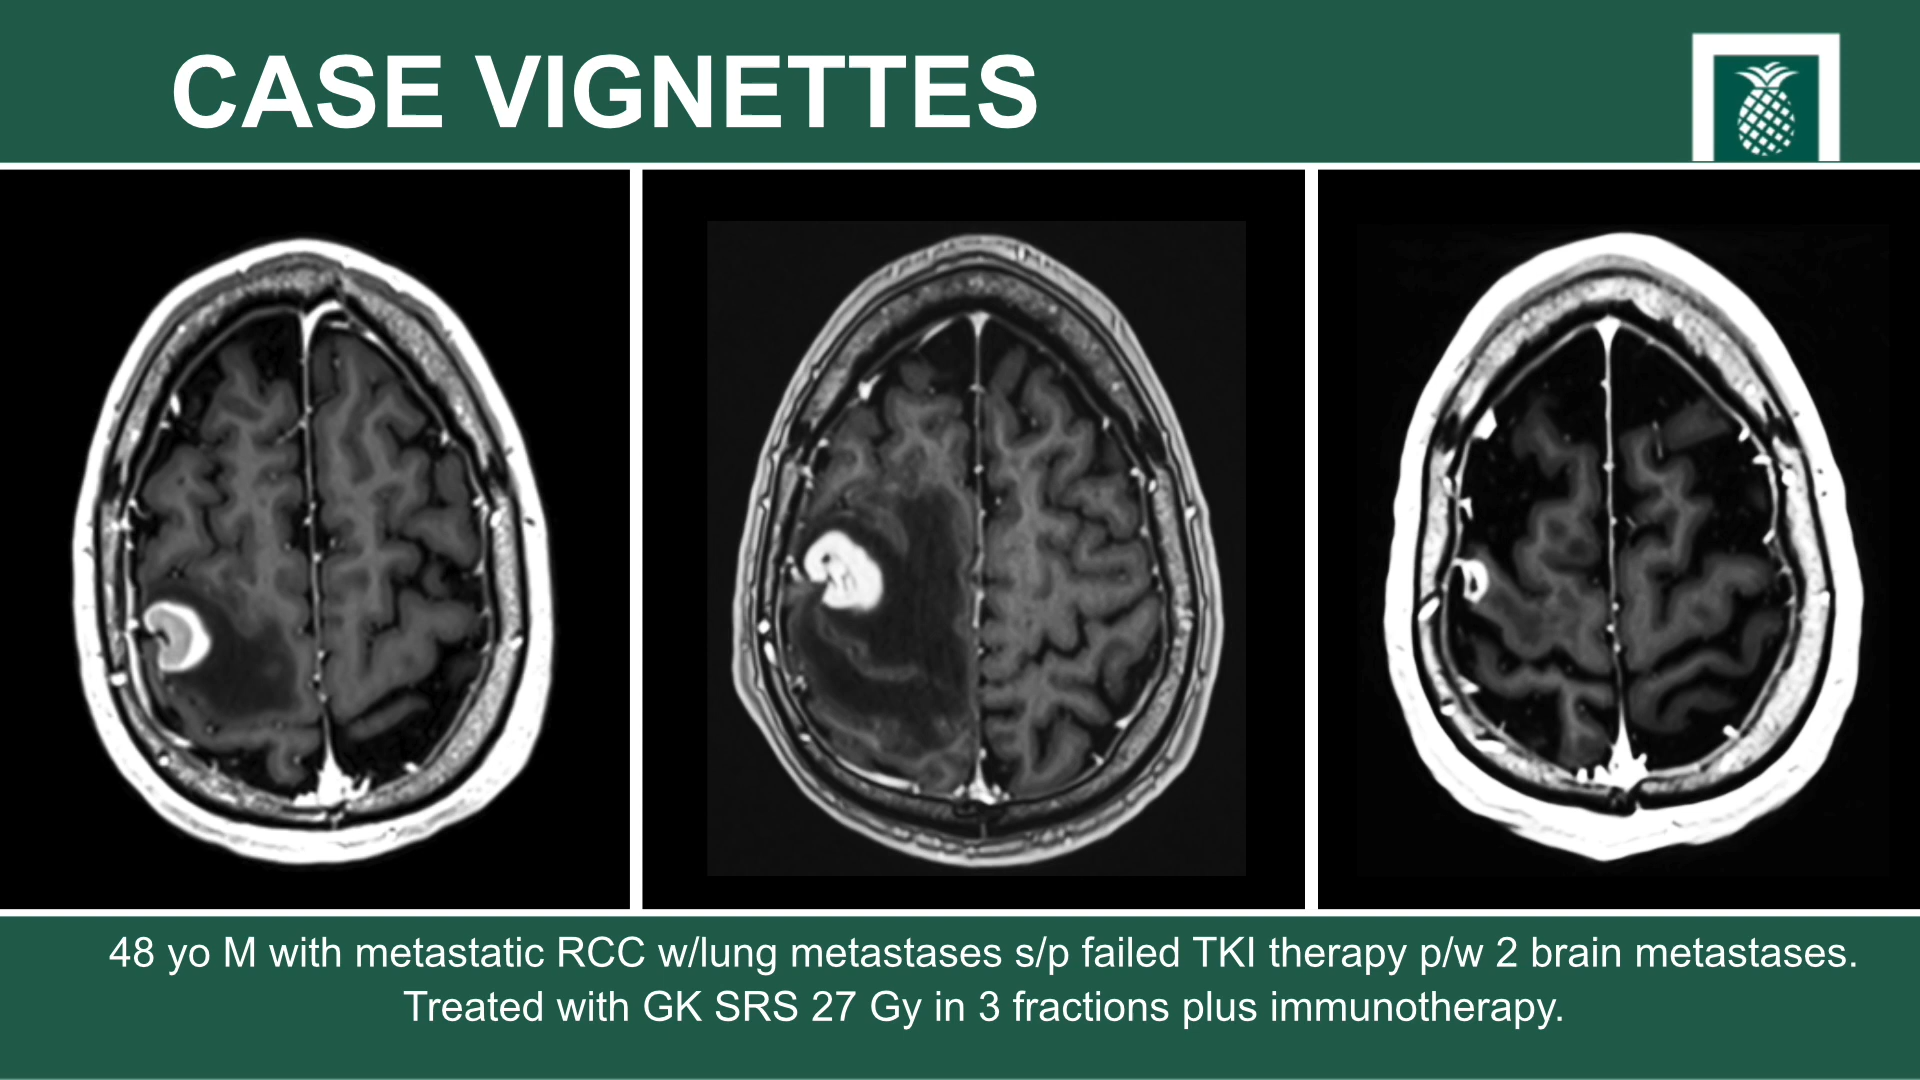 CASE VIGNETTES
48 yo M with metastatic RCC w/lung metastases s/p failed TKI therapy p/w 2 brain metastases.
Treated with GK SRS 27 Gy in 3 fractions plus immunotherapy.